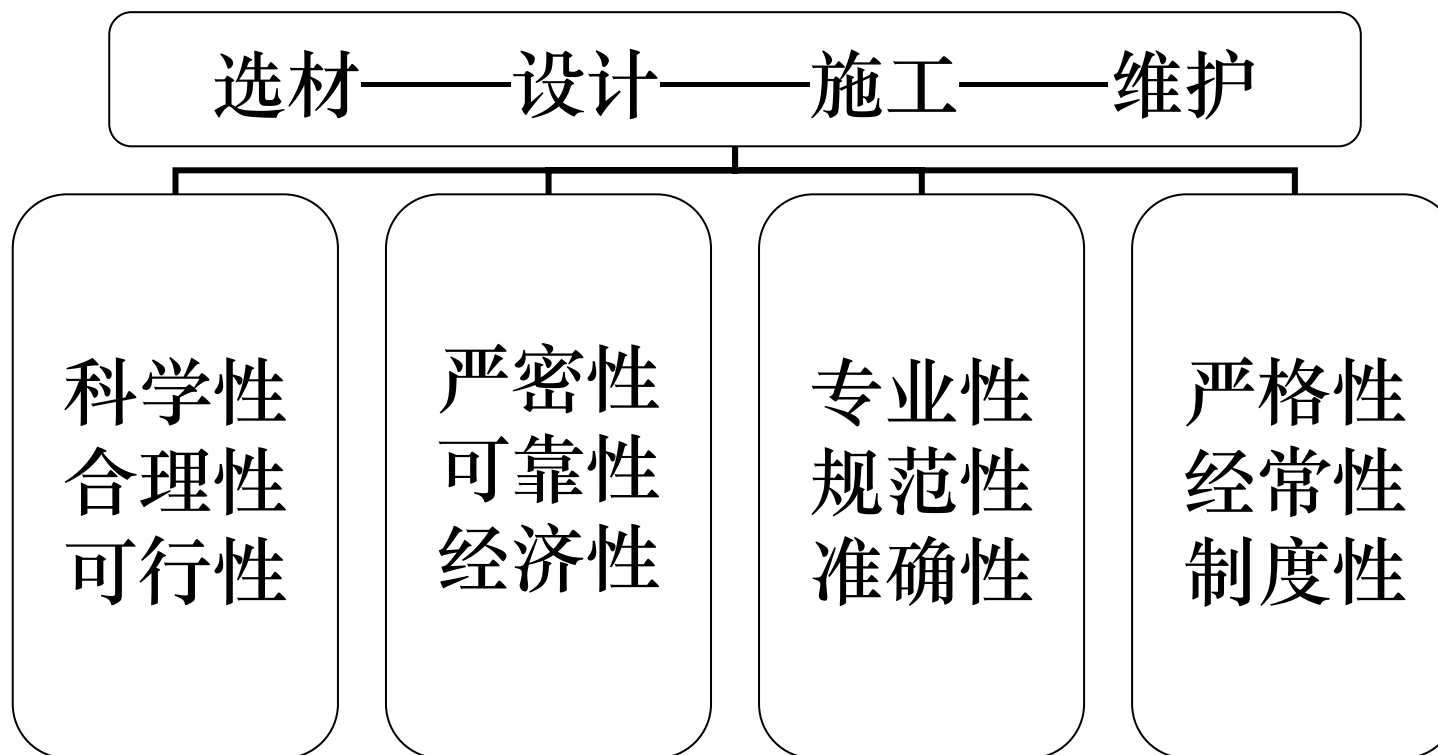 选材——设计——施工——维护
科学性
合理性
可行性
严密性
可靠性
经济性
专业性
规范性
准确性
严格性
经常性
制度性